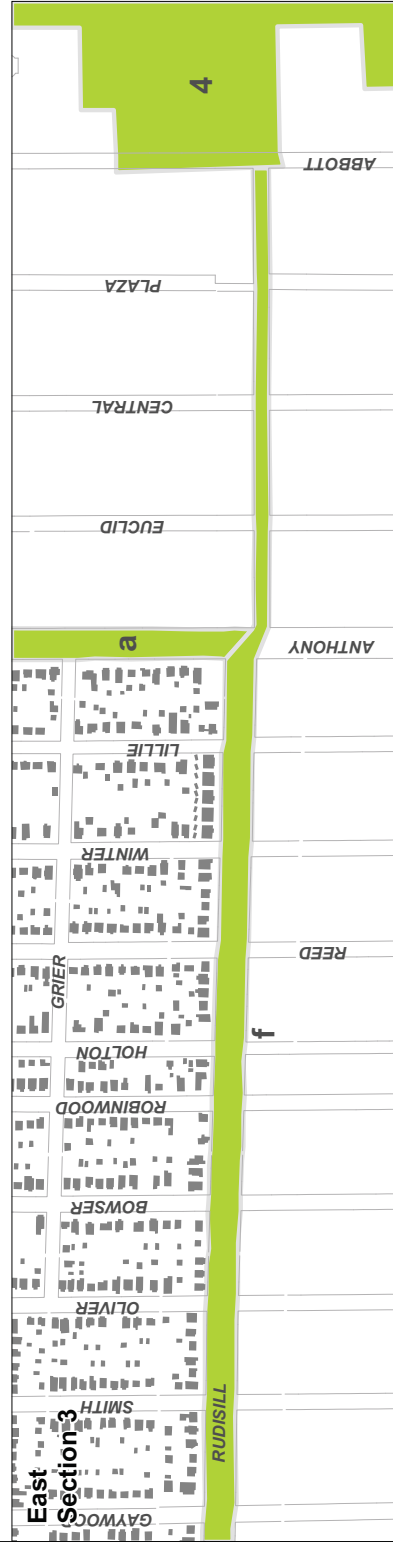 East
Section 3
GAYWOO
SMITH
OLIVER
BOWSER
ROBINWOOD
HOLTON
GRIER
WINTER
LILLIE
a
EUCLID
CENTRAL
PLAZA
4
ABBOTT
ANTHONY
REED
f
RUDISILL